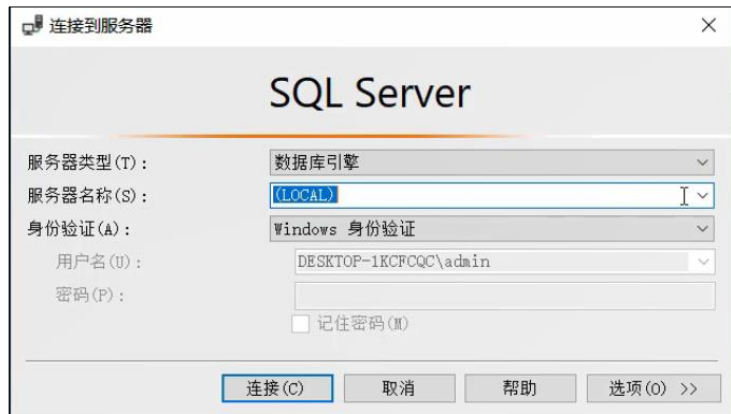 连接到服务器
SQL Server
服务器类型(T): 数据库引擎
服务器名称(S): (LOCAL)
身份验证(A): Windows 身份验证
用户名(U): DESKTOP-1KCFCQC\admin
密码(P):
记住密码(M)
连接(C) 取消 帮助 选项(O) >>